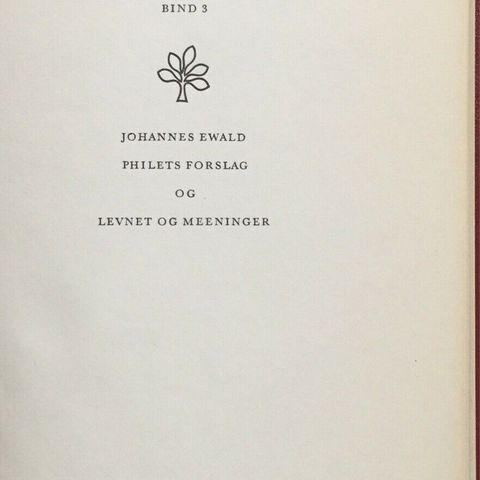 BIND 3
JOHANNES EWALD
PHILETS FORSLAG
OG
LEVNET OG MEENINGER